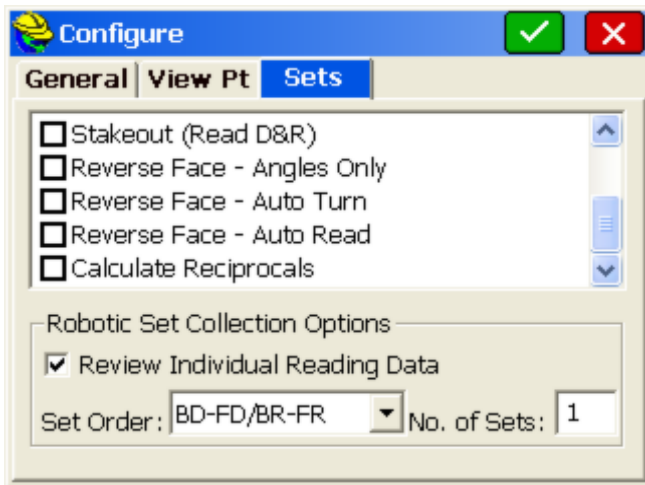 Configure
General View Pt Sets
Stakeout (Read D&R)
Reverse Face - Angles Only
Reverse Face - Auto Turn
Reverse Face - Auto Read
Calculate Reciprocals
Robotic Set Collection Options
Review Individual Reading Data
Set Order: BD-FD/BR-FR No. of Sets: 1